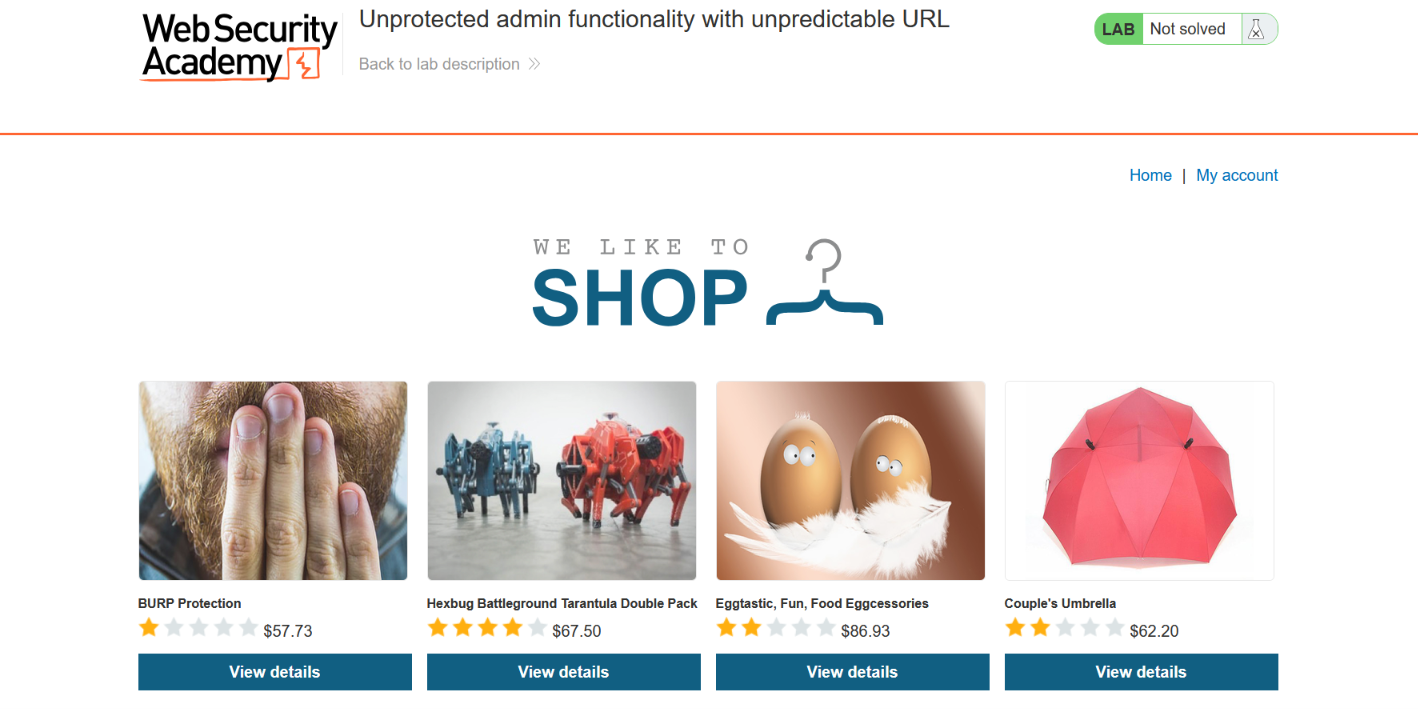 Web Security
Academy
Unprotected admin functionality with unpredictable URL
Back to lab description
LAB Not solved
Home | My account
WE LIKE TO
SHOP
BURP Protection
$57.73
View details
Hexbug Battleground Tarantula Double Pack
$67.50
View details
Eggtastic, Fun, Food Eggcessories
$86.93
View details
Couple's Umbrella
$62.20
View details